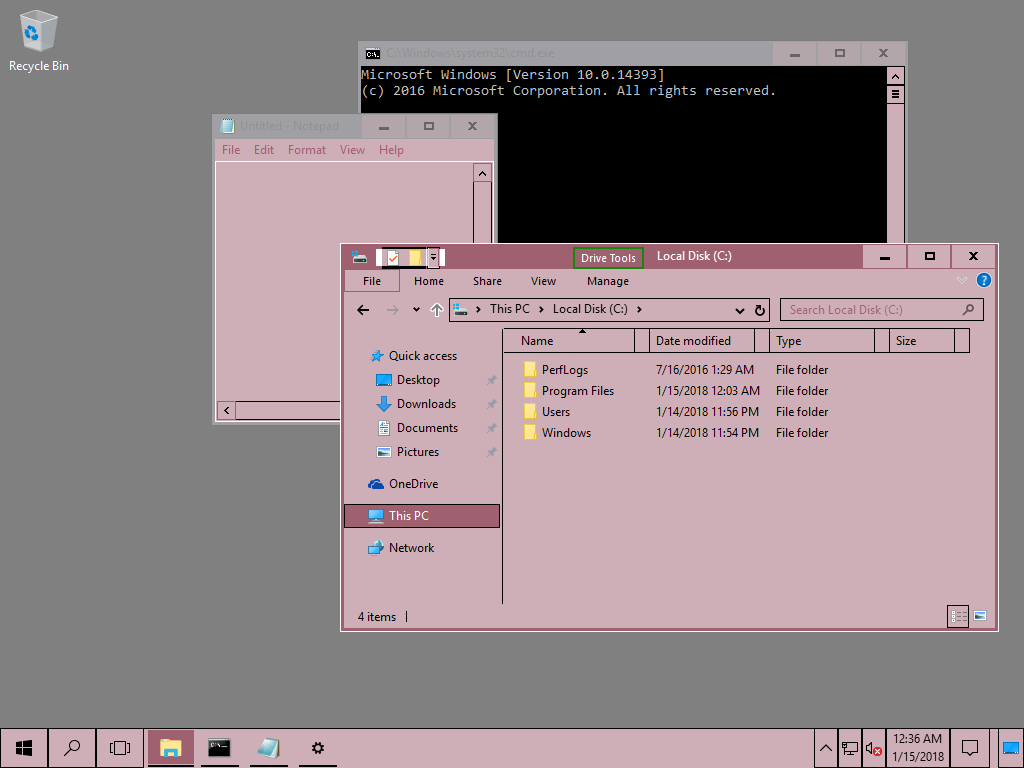 Recycle Bin
C:\Windows\system32\cmd.exe
Microsoft Windows [Version 10.0.14393]
(c) 2016 Microsoft Corporation. All rights reserved.
Untitled - Notepad
File Edit Format View Help
Drive Tools Local Disk (C:)
File Home Share View Manage
This PC Local Disk (C:)
Search Local Disk (C:)
Name Date modified Type Size
Quick access
Desktop
Downloads
Documents
Pictures
OneDrive
This PC
Network
PerfLogs 7/16/2016 1:29 AM File folder
Program Files 1/15/2018 12:03 AM File folder
Users 1/14/2018 11:56 PM File folder
Windows 1/14/2018 11:54 PM File folder
4 items
12:36 AM
1/15/2018